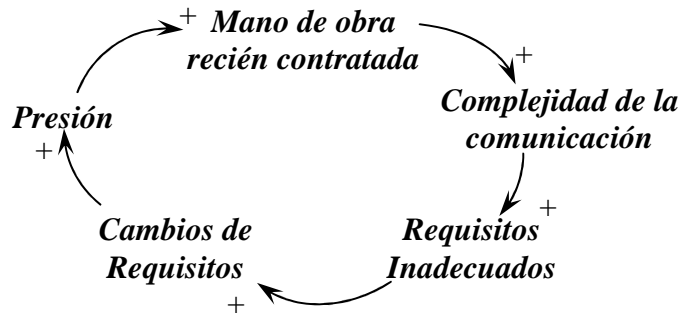 + Mano de obra
recién contratada
+
Complejidad de la
comunicación
+
Requisitos
Inadecuados
Cambios de
Requisitos
+
Presión
+